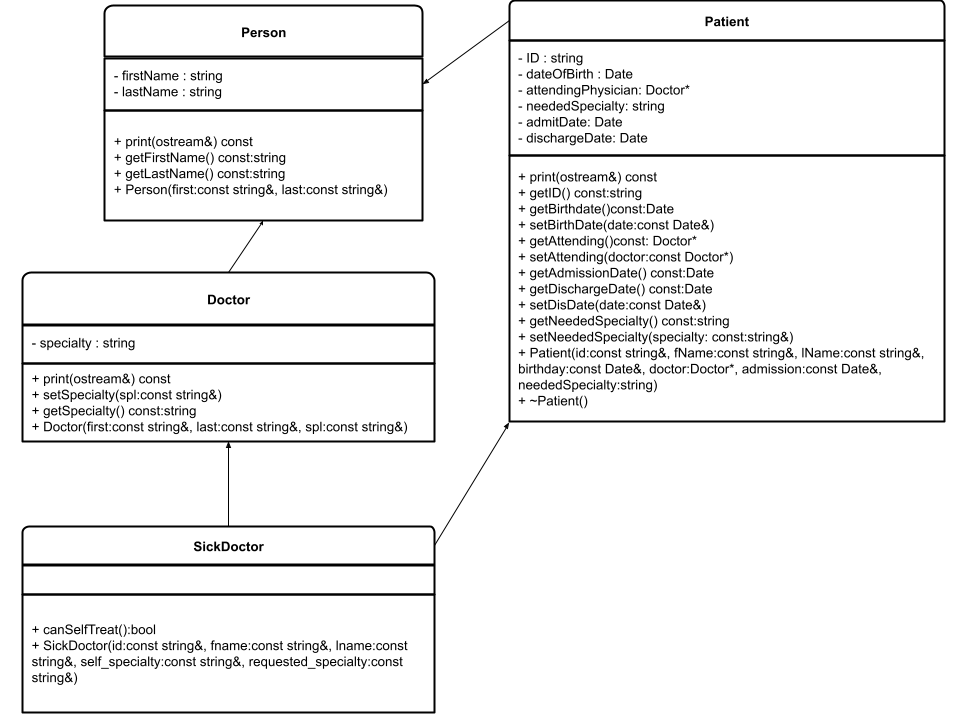 Person
- firstName : string
- lastName : string
+ print(ostream&) const
+ getFirstName() const:string
+ getLastName() const:string
+ Person(first:const string&, last:const string&)
Patient
- ID : string
- dateOfBirth : Date
- attendingPhysician: Doctor*
- neededSpecialty: string
- admitDate: Date
- dischargeDate: Date
+ print(ostream&) const
+ getID() const:string
+ getBirthdate()const:Date
+ setBirthDate(date:const Date&)
+ getAttending()const: Doctor*
+ setAttending(doctor:const Doctor*)
+ getAdmissionDate() const:Date
+ getDischargeDate() const:Date
+ setDisDate(date:const Date&)
+ getNeededSpecialty() const:string
+ setNeededSpecialty(specialty: const:string&)
+ Patient(id:const string&, fName:const string&, lName:const string&,
birthday:const Date&, doctor:Doctor*, admission:const Date&,
neededSpecialty:string)
+ ~Patient()
Doctor
- specialty : string
+ print(ostream&) const
+ setSpecialty(spl:const string&)
+ getSpecialty() const:string
+ Doctor(first:const string&, last:const string&, spl:const string&)
SickDoctor
+ canSelfTreat():bool
+ SickDoctor(id:const string&, fname:const string&, lname:const
string&, self_specialty:const string&, requested_specialty:const
string&)